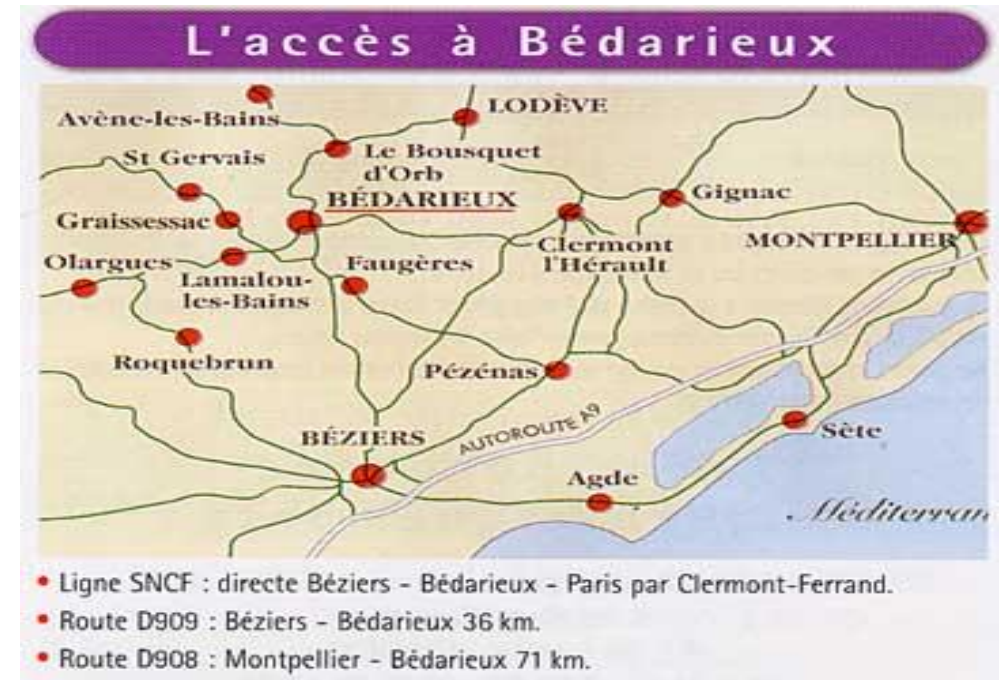 L'accès à Bédarieux
Avène-les-Bains
LODÈVE
St Gervais
Le Bousquet
d'Orb
BÉDARIEUX
Gignac
Graissessac
Clermont
l'Hérault
MONTPELLIER
Olargues
Lamalou-
les-Bains
Faugères
Roquebrun
Pézénas
BÉZIERS
AUTOROUTE A9
Sète
Agde
Méditerran
• Ligne SNCF : directe Béziers - Bédarieux - Paris par Clermont-Ferrand.
• Route D909 : Béziers - Bédarieux 36 km.
• Route D908 : Montpellier - Bédarieux 71 km.